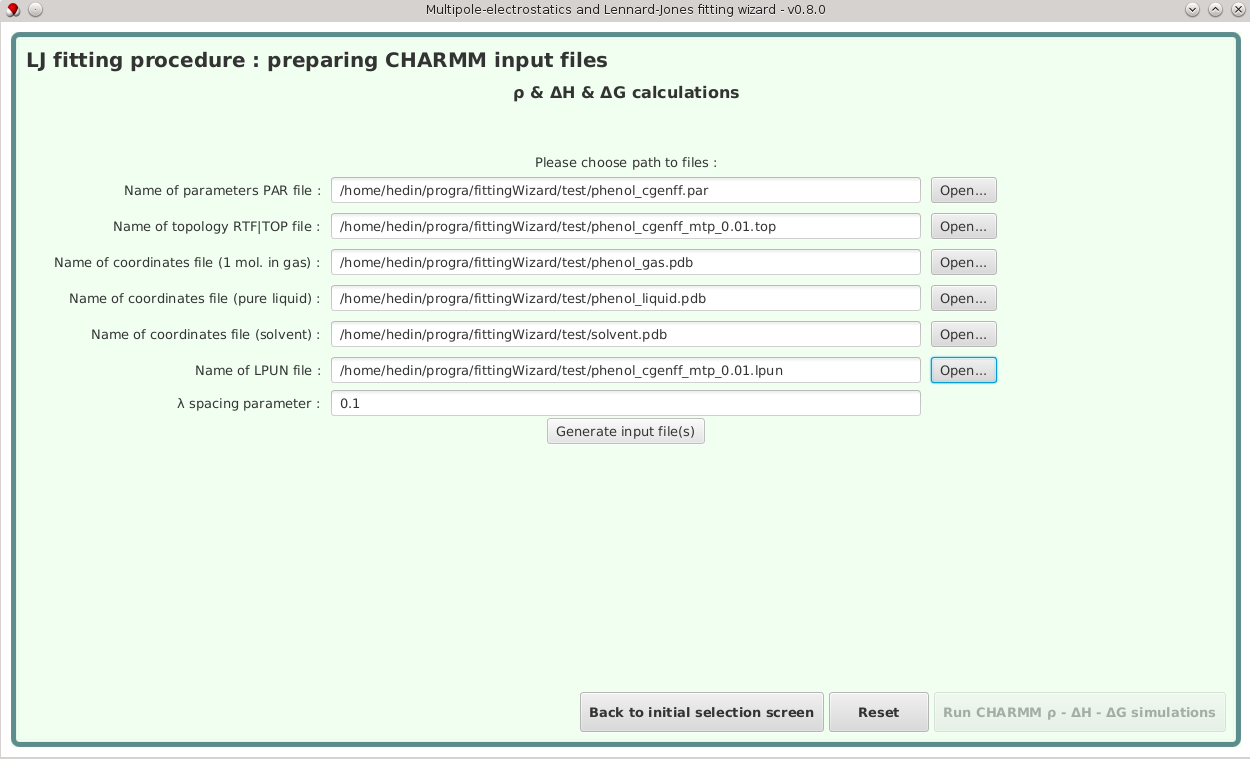 Multipole-electrostatics and Lennard-Jones fitting wizard - v0.8.0
LJ fitting procedure : preparing CHARMM input files
ρ & ΔH & ΔG calculations
Please choose path to files :
Name of parameters PAR file : /home/hedin/progra/fittingWizard/test/phenol_cgenff.par Open...
Name of topology RTF|TOP file : /home/hedin/progra/fittingWizard/test/phenol_cgenff_mtp_0.01.top Open...
Name of coordinates file (1 mol. in gas) : /home/hedin/progra/fittingWizard/test/phenol_gas.pdb Open...
Name of coordinates file (pure liquid) : /home/hedin/progra/fittingWizard/test/phenol_liquid.pdb Open...
Name of coordinates file (solvent) : /home/hedin/progra/fittingWizard/test/solvent.pdb Open...
Name of LPUN file : /home/hedin/progra/fittingWizard/test/phenol_cgenff_mtp_0.01.lpun Open...
λ spacing parameter : 0.1
Generate input file(s)
Back to initial selection screen Reset Run CHARMM ρ - ΔH - ΔG simulations